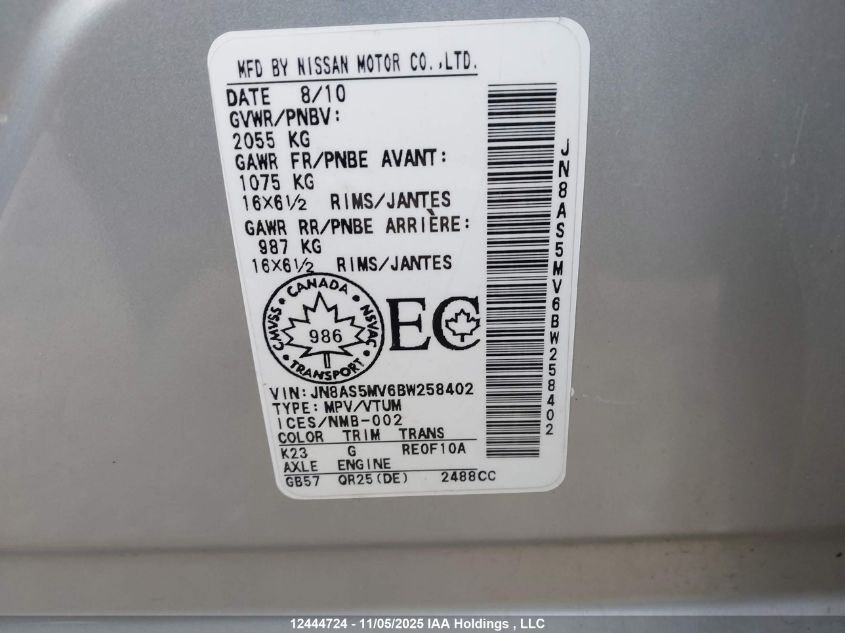 MFD BY NISSAN MOTOR CO.,LTD.
DATE 8/10
GVWR/PNBV:
2055 KG
GAWR FR/PNBE AVANT:
1075 KG
16X6½ RIMS/JANTES
GAWR RR/PNBE ARRIÈRE:
987 KG
16X6½ RIMS/JANTES
CANADA
CMVSS • NSVAC
986
TRANSPORT
EC
VIN:JN8AS5MV6BW258402
TYPE:MPV/VTUM
ICES/NMB-002
COLOR TRIM TRANS
K23 G RE0F10A
AXLE ENGINE
GB57 QR25(DE) 2488CC
JN8AS5MV6BW258402
12444724 - 11/05/2025 IAA Holdings , LLC